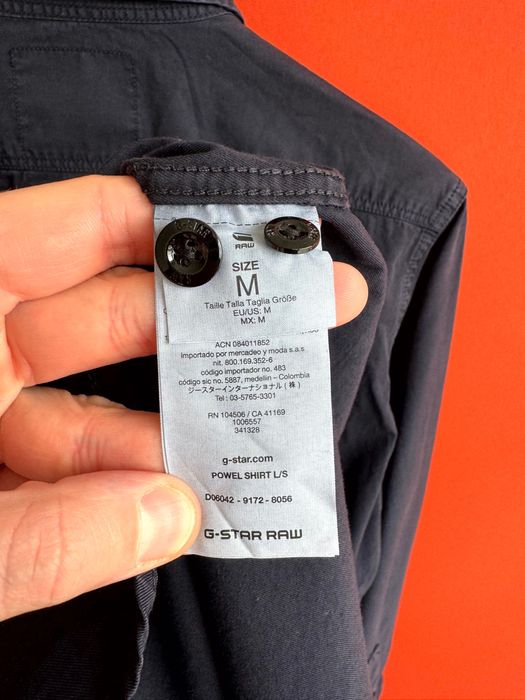 RAW
SIZE
M
Taille Talla Taglia Größe
EU/US: M
MX: M
ACN 084011852
importado por mercadeo y moda s.a.s
nit. 800.169.352-6
código importador no. 483
código sic no. 5887, medellin – Colombia
ジースターインターナショナル ( 株 )
Tel : 03-5765-3301
RN 104506 / CA 41169
1006557
341328
g-star.com
POWEL SHIRT L/S
D06042 - 9172 - 8056
G-STAR RAW